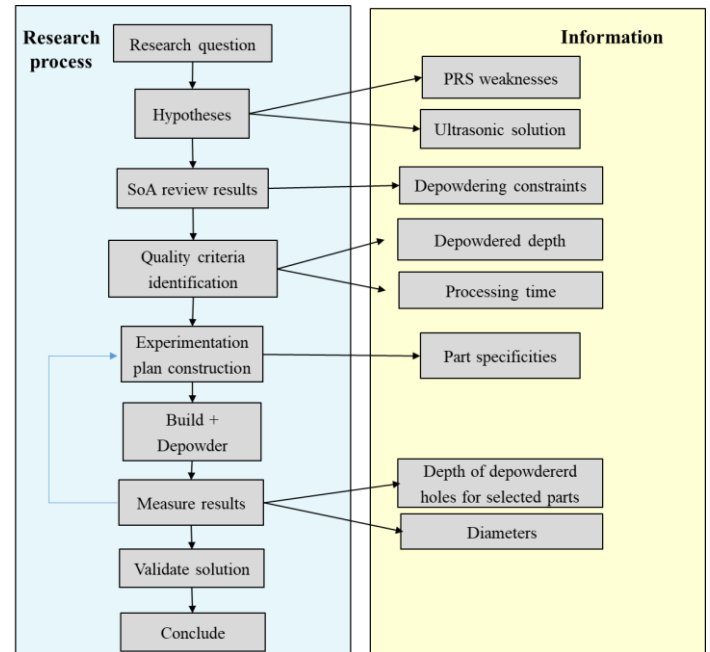 Research
process
Research question
Hypotheses
SoA review results
Quality criteria
identification
Experimentation
plan construction
Build +
Depowder
Measure results
Validate solution
Conclude
Information
PRS weaknesses
Ultrasonic solution
Depowdering constraints
Depowdered depth
Processing time
Part specificities
Depth of depowdererd
holes for selected parts
Diameters